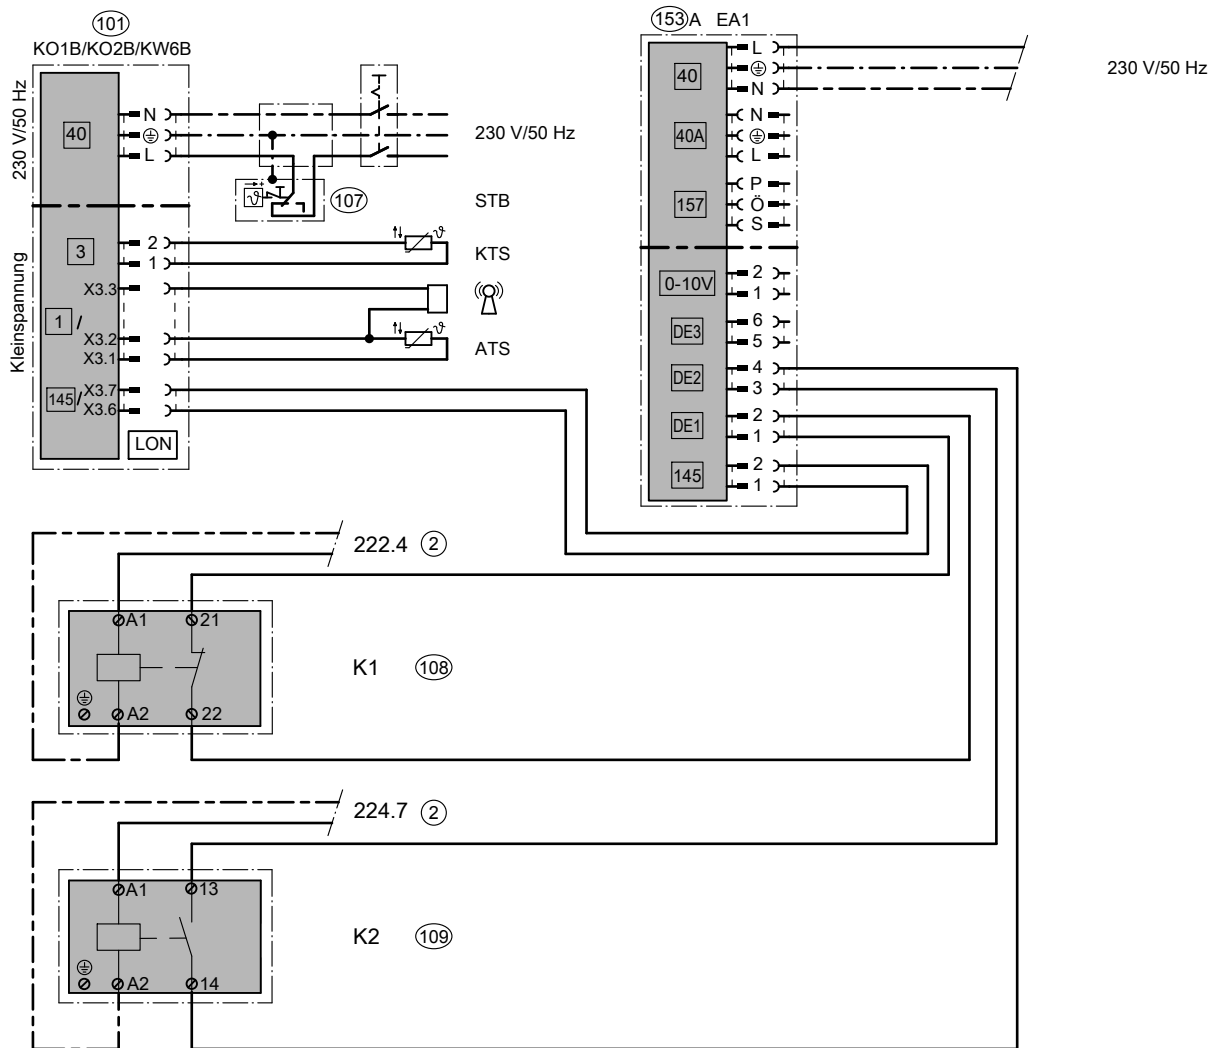 101
KO1B/KO2B/KW6B
230 V/50 Hz
Kleinspannung
40
N
L
230 V/50 Hz
107
STB
3
2
1
KTS
X3.3
1 /
X3.2
X3.1
ATS
145/
X3.7
X3.6
LON
153 A EA1
40
L
N
230 V/50 Hz
40A
N
L
157
P
Ö
S
0-10V
2
1
DE3
6
5
DE2
4
3
DE1
2
1
145
2
1
222.4 2
A1 21
A2 22
K1 108
224.7 2
A1 13
A2 14
K2 109